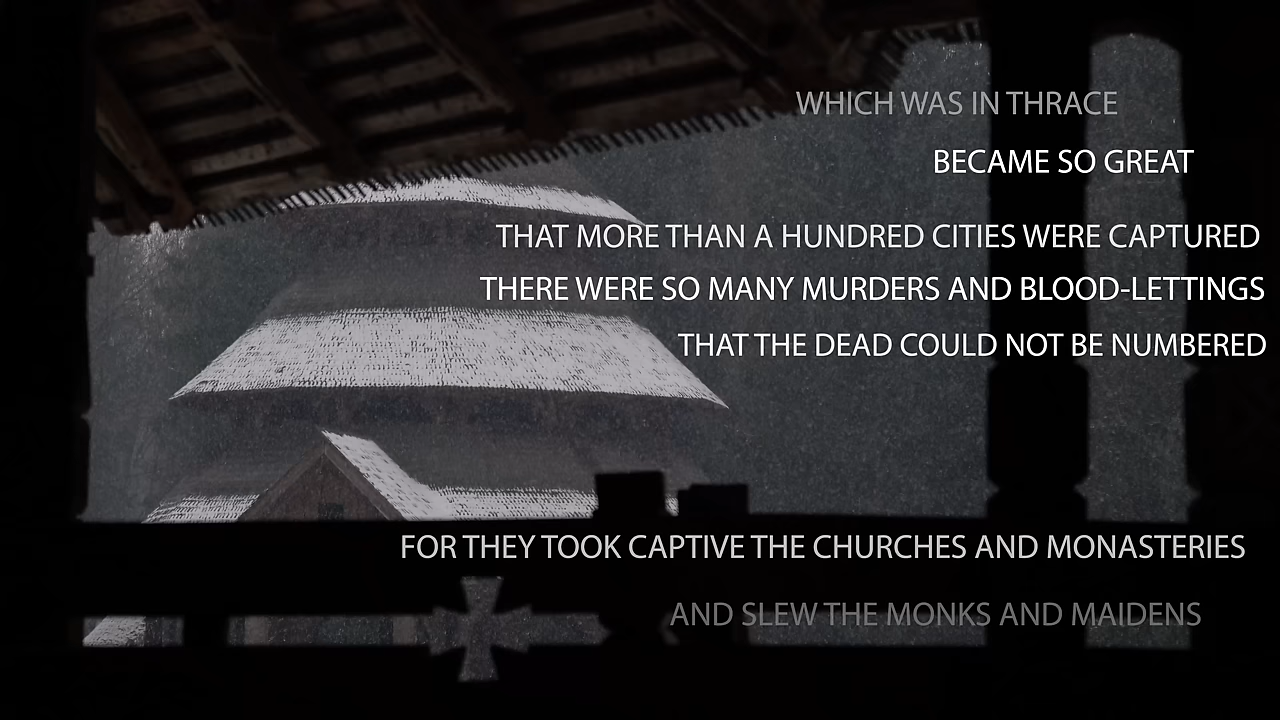 WHICH WAS IN THRACE
BECAME SO GREAT
THAT MORE THAN A HUNDRED CITIES WERE CAPTURED
THERE WERE SO MANY MURDERS AND BLOOD-LETTINGS
THAT THE DEAD COULD NOT BE NUMBERED
FOR THEY TOOK CAPTIVE THE CHURCHES AND MONASTERIES
AND SLEW THE MONKS AND MAIDENS